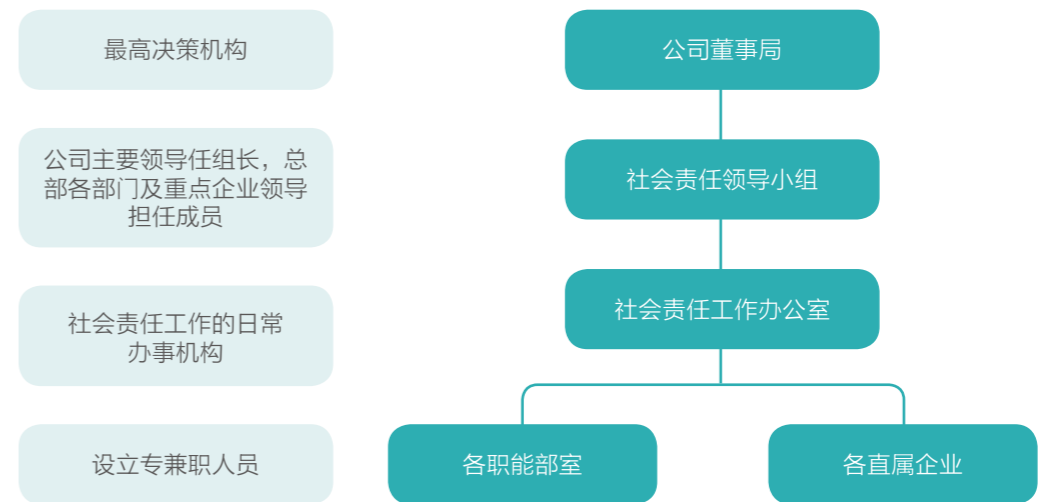 最高决策机构
公司董事局
公司主要领导任组长，总
部各部门及重点企业领导
担任成员
社会责任领导小组
社会责任工作的日常
办事机构
社会责任工作办公室
设立专兼职人员
各职能部室
各直属企业